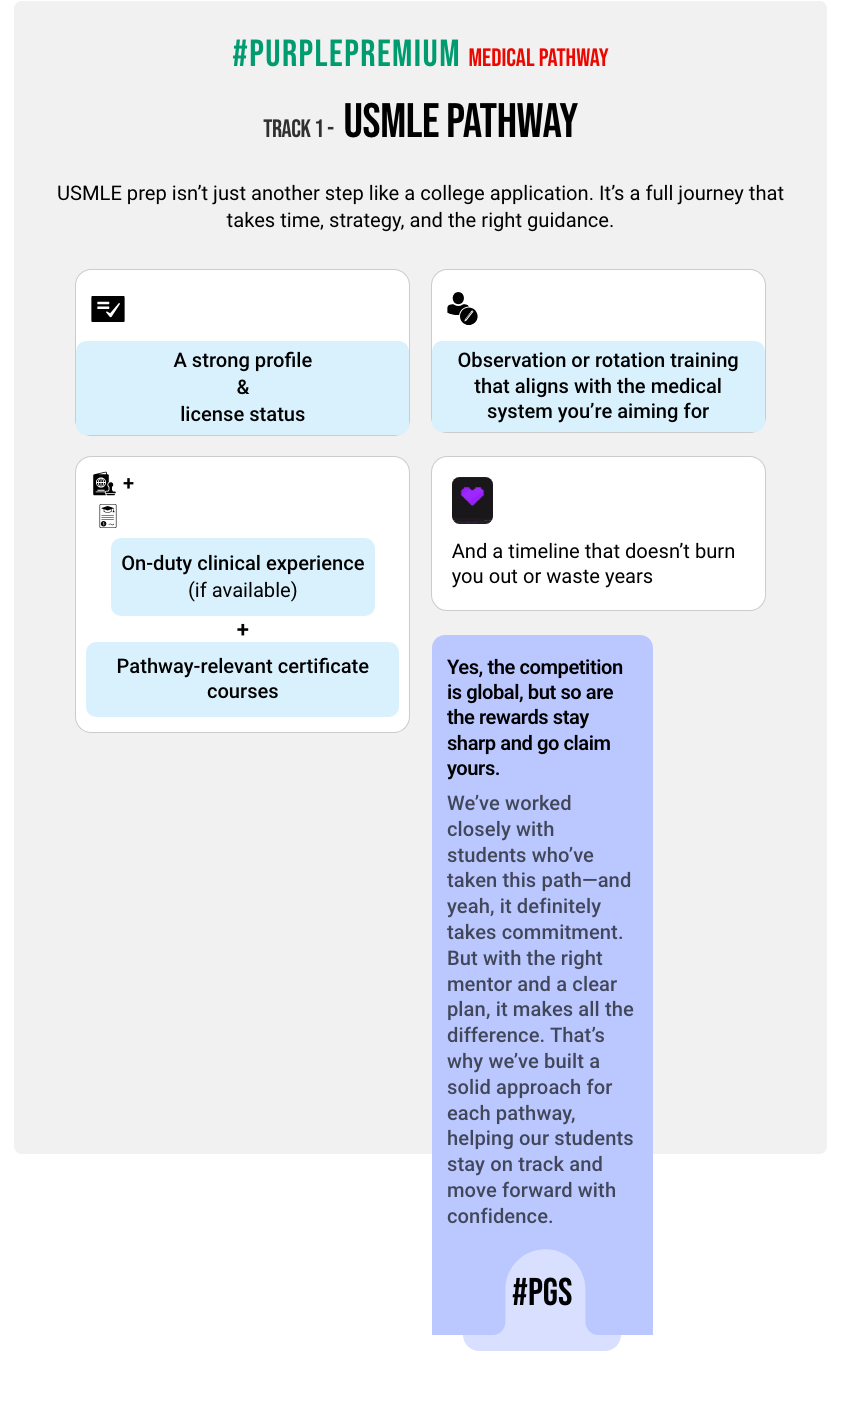 #PURPLEPREMIUM MEDICAL PATHWAY
TRACK 1 - USMLE PATHWAY
USMLE prep isn’t just another step like a college application. It’s a full journey that
takes time, strategy, and the right guidance.
A strong profile
&
license status
Observation or rotation training
that aligns with the medical
system you’re aiming for
+
On-duty clinical experience
(if available)
+
Pathway-relevant certificate
courses
And a timeline that doesn’t burn
you out or waste years
Yes, the competition
is global, but so are
the rewards stay
sharp and go claim
yours.
We’ve worked
closely with
students who’ve
taken this path—and
yeah, it definitely
takes commitment.
But with the right
mentor and a clear
plan, it makes all the
difference. That’s
why we’ve built a
solid approach for
each pathway,
helping our students
stay on track and
move forward with
confidence.
#PGS